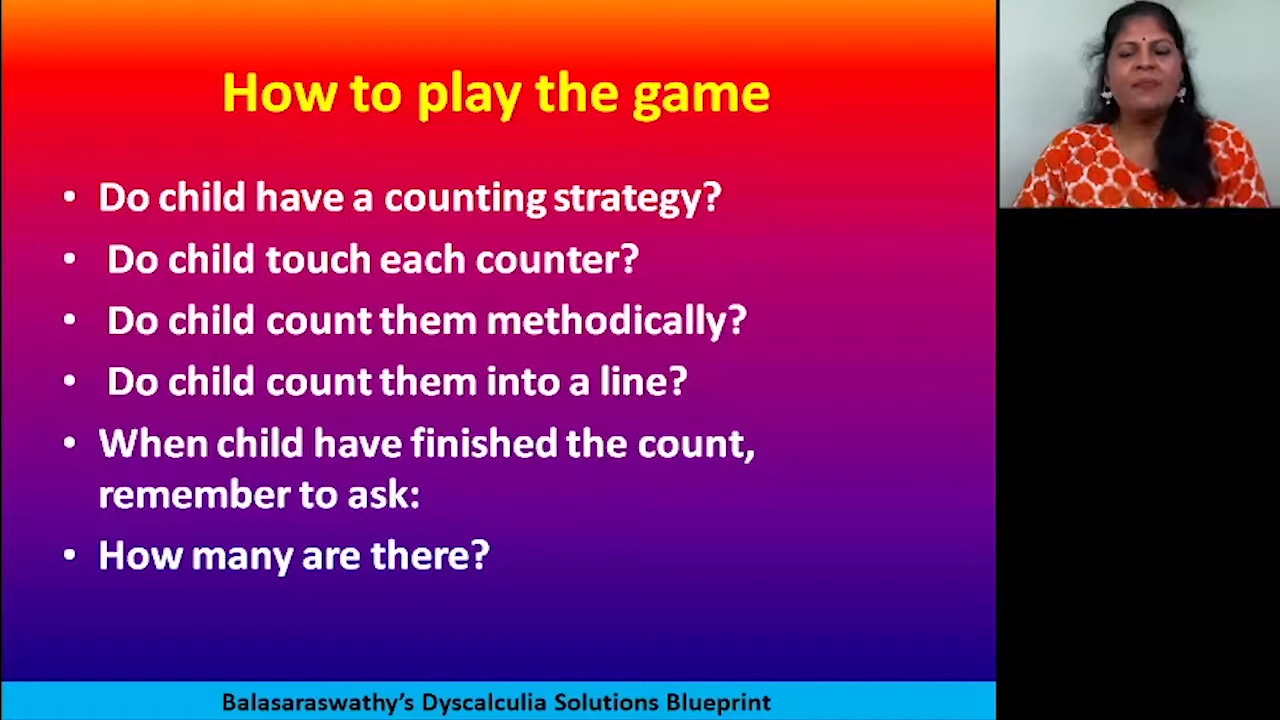 How to play the game
• Do child have a counting strategy?
• Do child touch each counter?
• Do child count them methodically?
• Do child count them into a line?
• When child have finished the count,
remember to ask:
• How many are there?
Balasaraswathy's Dyscalculia Solutions Blueprint